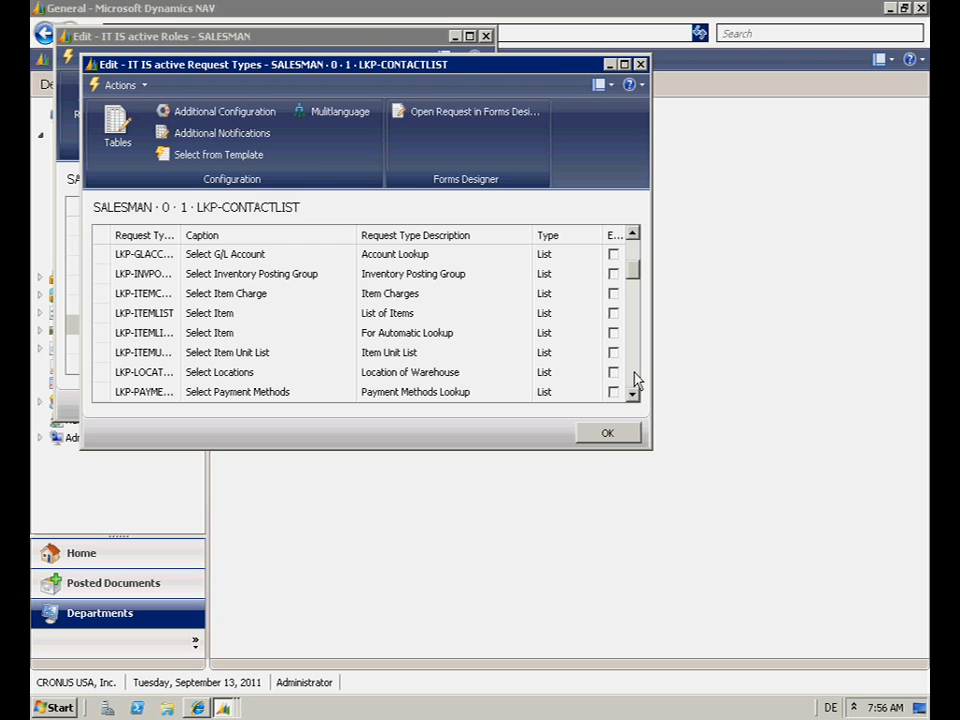 General - Microsoft Dynamics NAV
Search
Edit - IT IS active Roles - SALESMAN
Edit - IT IS active Request Types - SALESMAN · 0 · 1 · LKP-CONTACTLIST
Actions
Tables
Additional Configuration
Mulitlanguage
Additional Notifications
Select from Template
Configuration
Open Request in Forms Desi...
Forms Designer
SALESMAN · 0 · 1 · LKP-CONTACTLIST
Request Ty... Caption Request Type Description Type E...
LKP-GLACC... Select G/L Account Account Lookup List
LKP-INVPO... Select Inventory Posting Group Inventory Posting Group List
LKP-ITEMC... Select Item Charge Item Charges List
LKP-ITEMLIST Select Item List of Items List
LKP-ITEMLI... Select Item For Automatic Lookup List
LKP-ITEMU... Select Item Unit List Item Unit List List
LKP-LOCAT... Select Locations Location of Warehouse List
LKP-PAYME... Select Payment Methods Payment Methods Lookup List
OK
De
R
SA
Adr
Home
Posted Documents
Departments
»
CRONUS USA, Inc. Tuesday, September 13, 2011 Administrator
Start
DE 7:56 AM